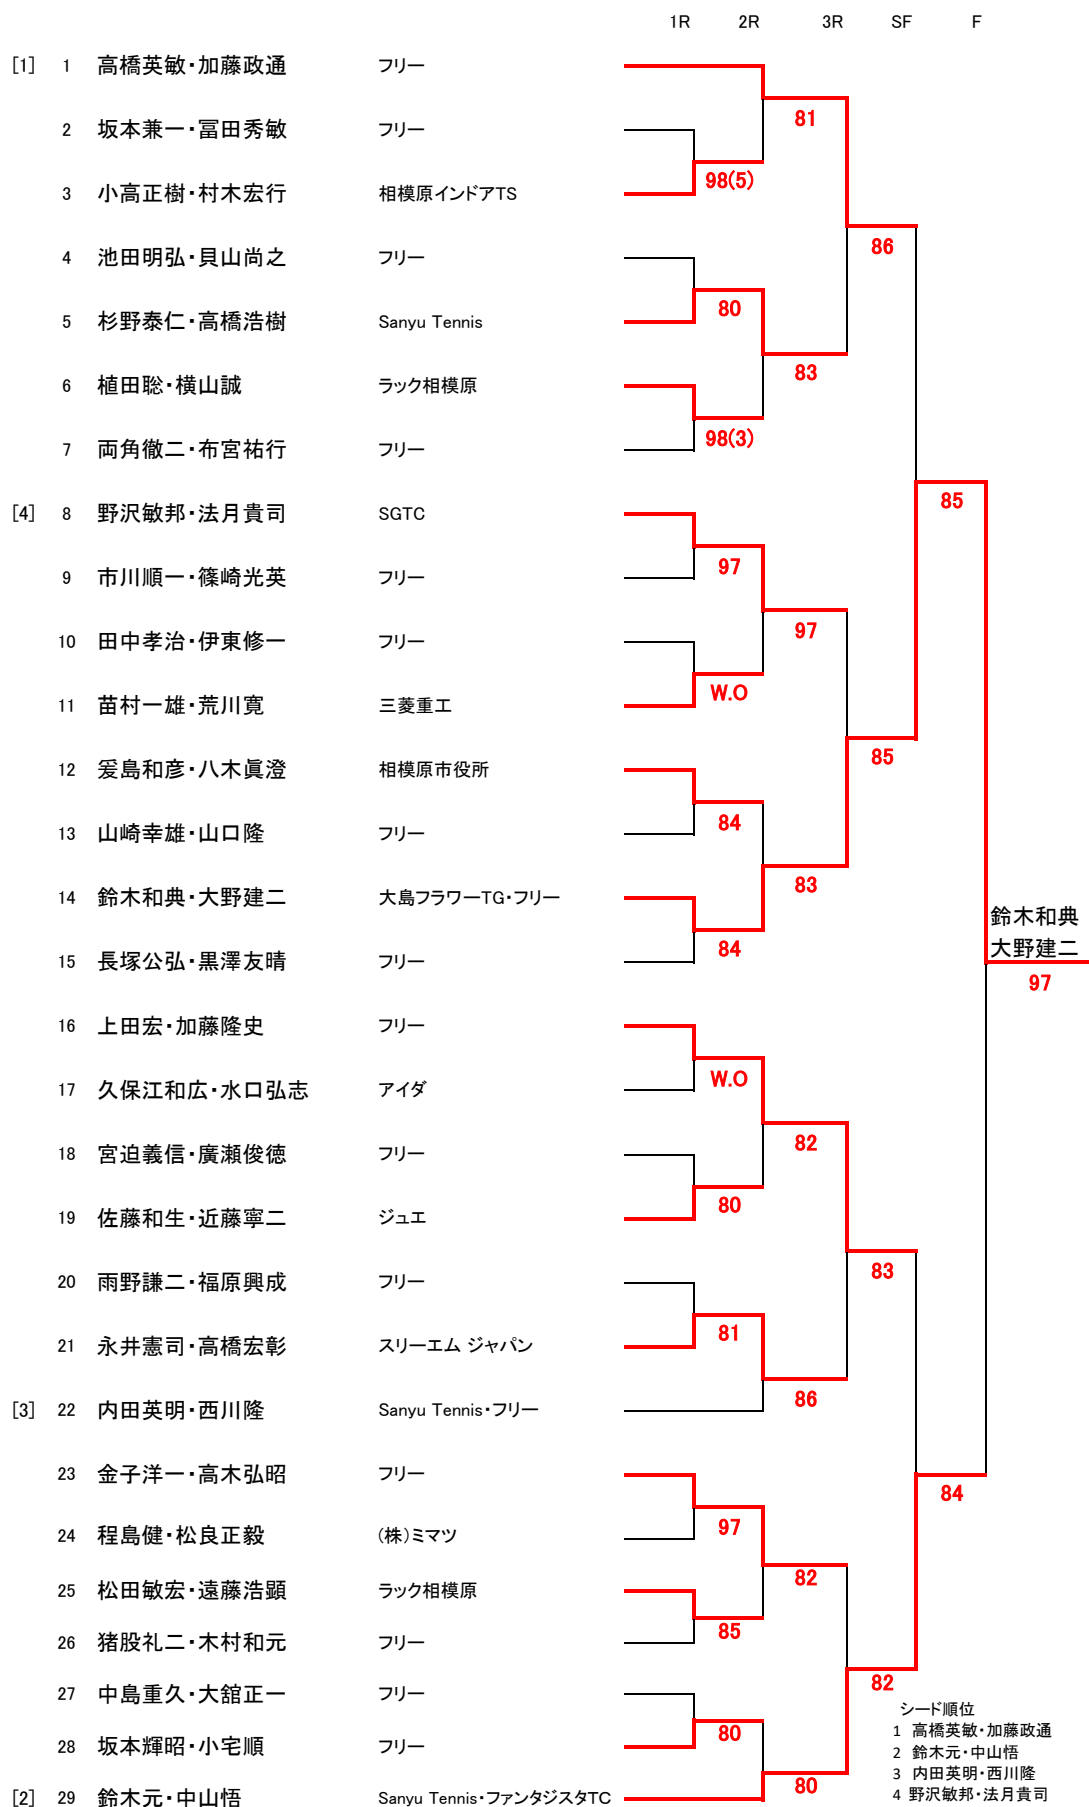 1R 2R 3R SF F
[1] 1 高橋英敏・加藤政通 フリー
81
2 坂本兼一・冨田秀敏 フリー
98(5)
3 小高正樹・村木宏行 相模原インドアTS
86
4 池田明弘・貝山尚之 フリー
80
5 杉野泰仁・高橋浩樹 Sanyu Tennis
83
6 植田聡・横山誠 ラック相模原
98(3)
7 両角徹二・布宮祐行 フリー
85
[4] 8 野沢敏邦・法月貴司 SGTC
97
9 市川順一・篠崎光英 フリー
97
10 田中孝治・伊東修一 フリー
W.O
11 苗村一雄・荒川寛 三菱重工
85
12 爰島和彦・八木眞澄 相模原市役所
84
13 山崎幸雄・山口隆 フリー
83
14 鈴木和典・大野建二 大島フラワーTG・フリー
鈴木和典
84
大野建二
15 長塚公弘・黒澤友晴 フリー
97
16 上田宏・加藤隆史 フリー
W.O
17 久保江和広・水口弘志 アイダ
82
18 宮迫義信・廣瀬俊徳 フリー
80
19 佐藤和生・近藤寧二 ジュエ
83
20 雨野謙二・福原興成 フリー
81
21 永井憲司・高橋宏彰 スリーエム ジャパン
86
[3] 22 内田英明・西川隆 Sanyu Tennis・フリー
23 金子洋一・高木弘昭 フリー
84
97
24 程島健・松良正毅 (株)ミマツ
82
25 松田敏宏・遠藤浩顕 ラック相模原
85
26 猪股礼二・木村和元 フリー
82
27 中島重久・大舘正一 フリー
80
28 坂本輝昭・小宅順 フリー
80
[2] 29 鈴木元・中山悟 Sanyu Tennis・ファンタジスタTC
シード順位
1 高橋英敏・加藤政通
2 鈴木元・中山悟
3 内田英明・西川隆
4 野沢敏邦・法月貴司